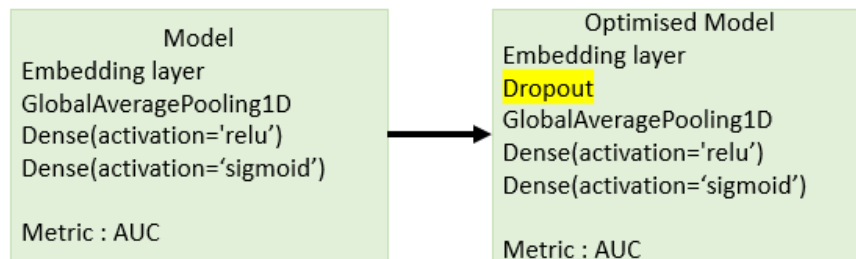 Model
Embedding layer
GlobalAveragePooling1D
Dense(activation='relu’)
Dense(activation=‘sigmoid’)
Metric : AUC
Optimised Model
Embedding layer
Dropout
GlobalAveragePooling1D
Dense(activation='relu’)
Dense(activation=‘sigmoid’)
Metric : AUC